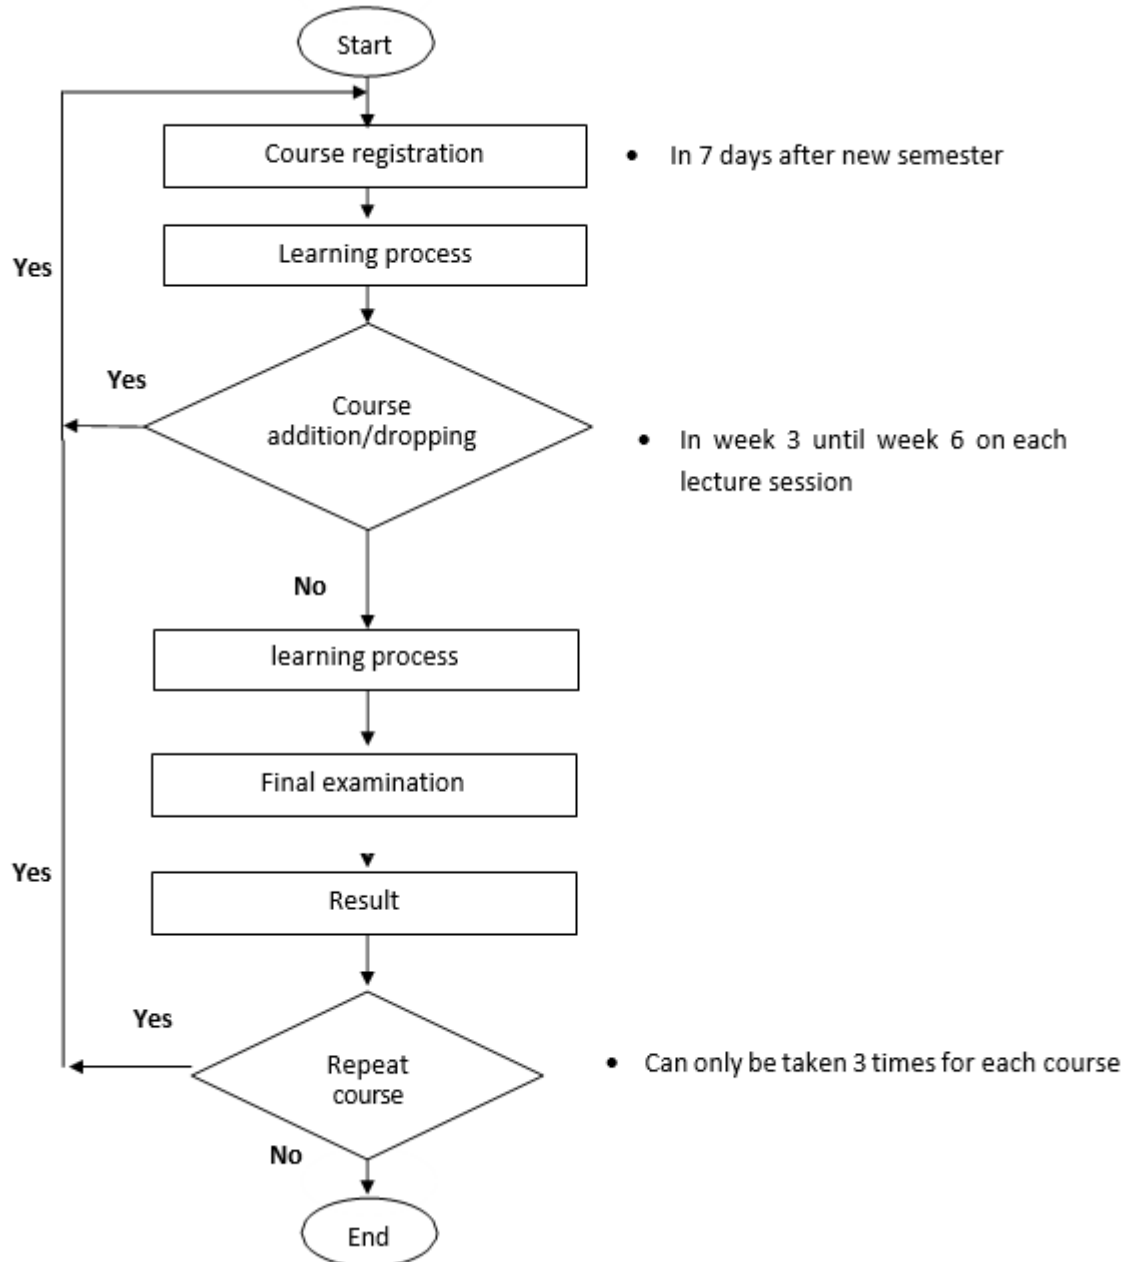 Start
Course registration
• In 7 days after new semester
Learning process
Yes
Yes
Course
addition/dropping
• In week 3 until week 6 on each
lecture session
No
learning process
Final examination
Yes
Result
Yes
Repeat
course
• Can only be taken 3 times for each course
No
End